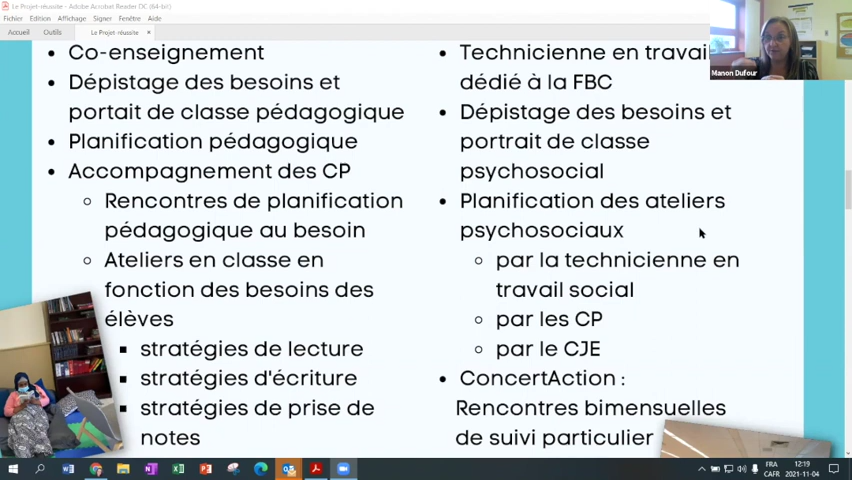 Le Projet-réussite - Adobe Acrobat Reader DC (64-bit)
Fichier Edition Affichage Signer Fenêtre Aide
Accueil Outils Le Projet-réussite ×
Co-enseignement
Dépistage des besoins et
portait de classe pédagogique
Planification pédagogique
Accompagnement des CP
Rencontres de planification
pédagogique au besoin
Ateliers en classe en
fonction des besoins des
élèves
stratégies de lecture
stratégies d'écriture
stratégies de prise de
notes
Technicienne en travai
dédié à la FBC
Dépistage des besoins et
portrait de classe
psychosocial
Planification des ateliers
psychosociaux
par la technicienne en
travail social
par les CP
par le CJE
ConcertAction :
Rencontres bimensuelles
de suivi particulier
Manon Dufour
FRA 12:19
CAFR 2021-11-04